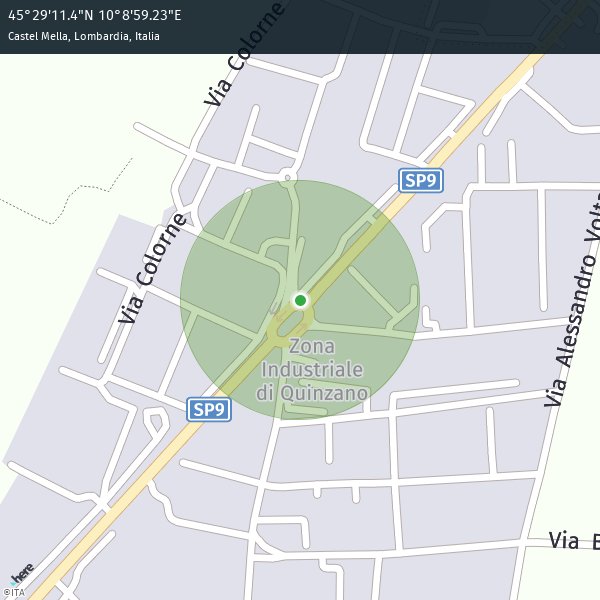 45°29'11.4"N 10°8'59.23"E
Castel Mella, Lombardia, Italia
Via Colorne
SP9
Via Colorne
Via Alessandro Volta
Zona
Industriale
di Quinzano
SP9
Via B
here
©ITA